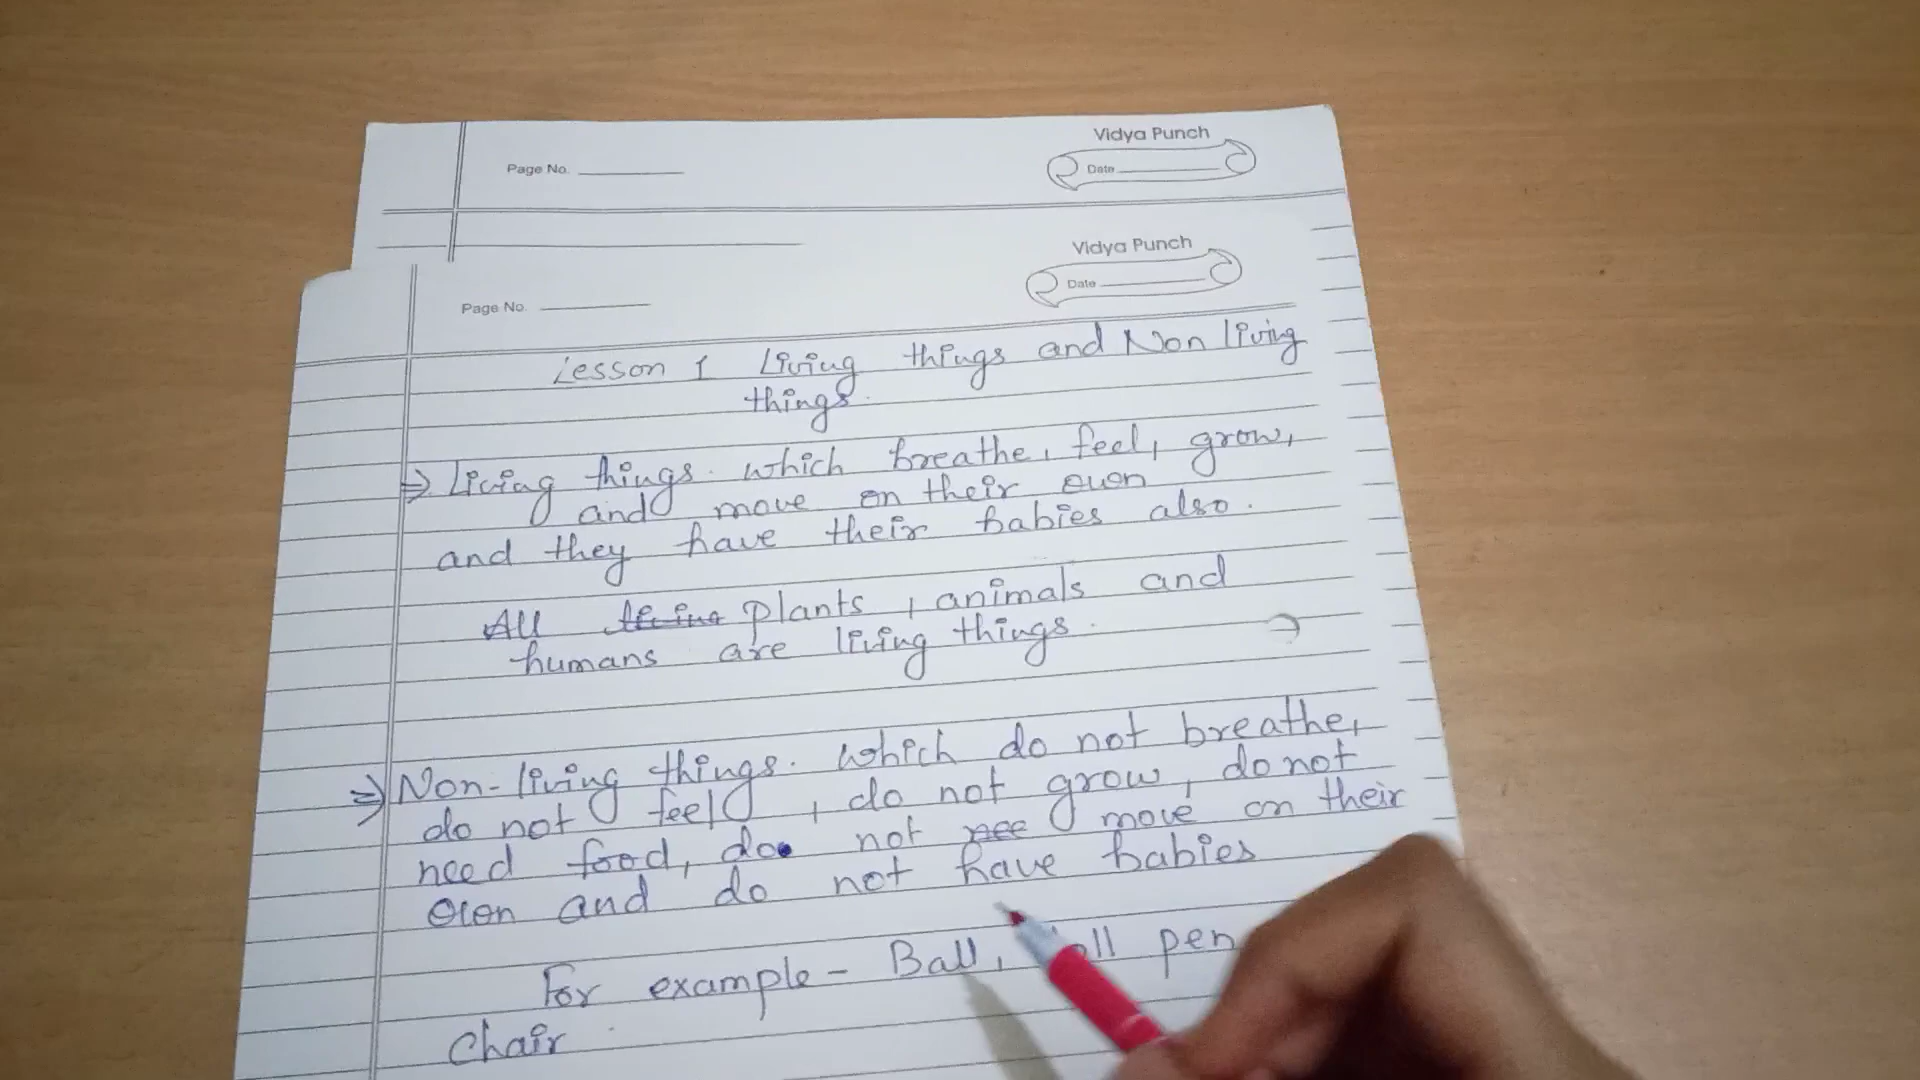 Vidya Punch
Page No.
Date
Vidya Punch
Page No.
Date
Lesson 1 Living things and Non living
things.
⇒ Living things. which breathe, feel, grow,
and move on their own
and they have their babies also.
All plants, animals and
humans are living things.
⇒ Non-living things. which do not breathe,
do not feel, do not grow, do not
need food, do not nee move on their
own and do not have babies
For example - Ball, pen
Chair.